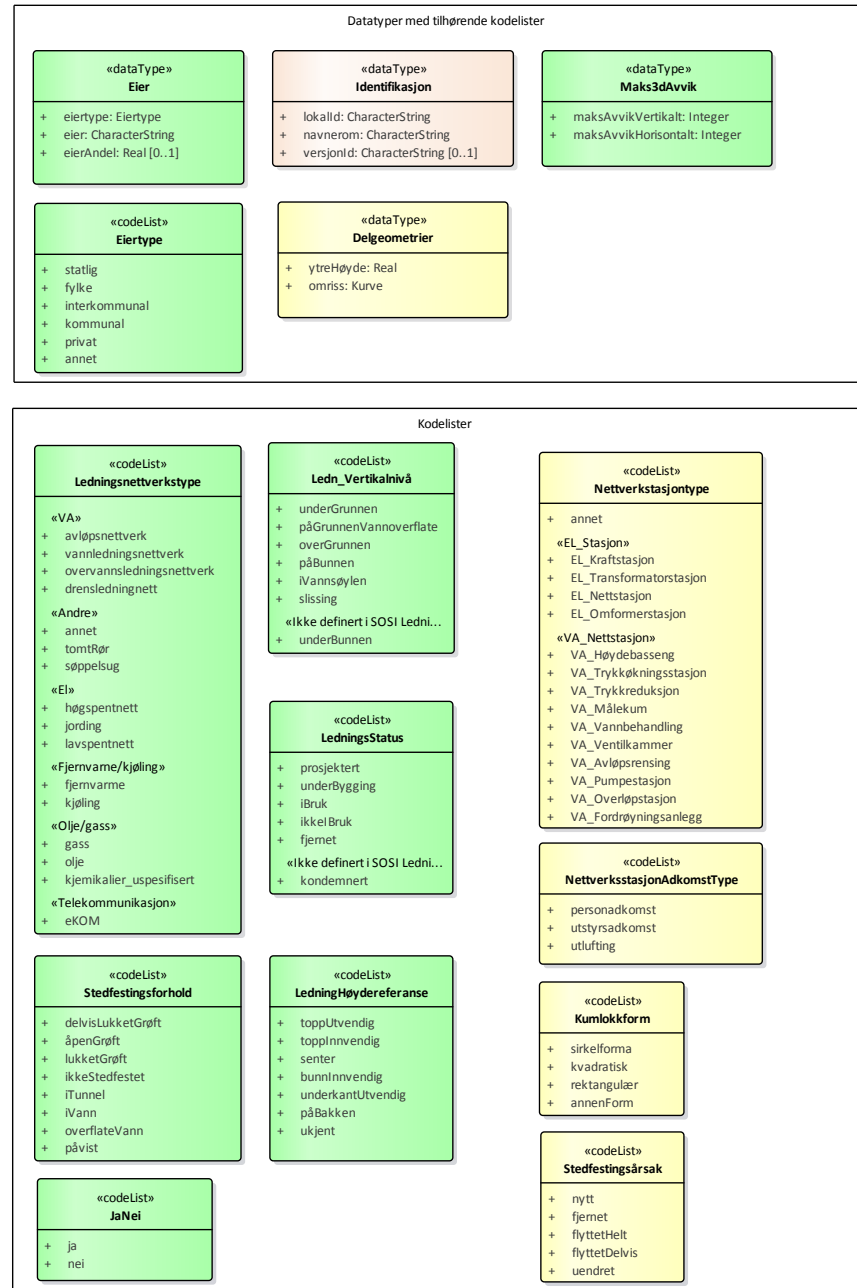 Datatyper med tilhørende kodelister
«dataType»
Eier
+ eiertype: Eiertype
+ eier: CharacterString
+ eierAndel: Real [0..1]
«dataType»
Identifikasjon
+ lokalId: CharacterString
+ navnerom: CharacterString
+ versjonId: CharacterString [0..1]
«dataType»
Maks3dAvvik
+ maksAvvikVertikalt: Integer
+ maksAvvikHorisontalt: Integer
«codeList»
Eiertype
+ statlig
+ fylke
+ interkommunal
+ kommunal
+ privat
+ annet
«dataType»
Delgeometrier
+ ytreHøyde: Real
+ omriss: Kurve
Kodelister
«codeList»
Ledningsnettverkstype
«VA»
+ avløpsnettverk
+ vannledningsnettverk
+ overvannsledningsnettverk
+ drensledningnett
«Andre»
+ annet
+ tomtRør
+ søppelsug
«El»
+ høgspentnett
+ jording
+ lavspentnett
«Fjernvarme/kjøling»
+ fjernvarme
+ kjøling
«Olje/gass»
+ gass
+ olje
+ kjemikalier_uspesifisert
«Telekommunikasjon»
+ eKOM
«codeList»
Ledn_Vertikalnivå
+ underGrunnen
+ påGrunnenVannoverflate
+ overGrunnen
+ påBunnen
+ iVannsøylen
+ slissing
«Ikke definert i SOSI Ledni...
+ underBunnen
«codeList»
Nettverkstasjontype
+ annet
«EL_Stasjon»
+ EL_Kraftstasjon
+ EL_Transformatorstasjon
+ EL_Nettstasjon
+ EL_Omformerstasjon
«VA_Nettstasjon»
+ VA_Høydebasseng
+ VA_Trykkøkningsstasjon
+ VA_Trykkreduksjon
+ VA_Målekum
+ VA_Vannbehandling
+ VA_Ventilkammer
+ VA_Avløpsrensing
+ VA_Pumpestasjon
+ VA_Overløpstasjon
+ VA_Fordrøyningsanlegg
«codeList»
LedningsStatus
+ prosjektert
+ underBygging
+ iBruk
+ ikkeIBruk
+ fjernet
«Ikke definert i SOSI Ledni...
+ kondemnert
«codeList»
NettverksstasjonAdkomstType
+ personadkomst
+ utstyrsadkomst
+ utlufting
«codeList»
Stedfestingsforhold
+ delvisLukketGrøft
+ åpenGrøft
+ lukketGrøft
+ ikkeStedfestet
+ iTunnel
+ iVann
+ overflateVann
+ påvist
«codeList»
LedningHøydereferanse
+ toppUtvendig
+ toppInnvendig
+ senter
+ bunnInnvendig
+ underkantUtvendig
+ påBakken
+ ukjent
«codeList»
Kumlokkform
+ sirkelforma
+ kvadratisk
+ rektangulær
+ annenForm
«codeList»
Stedfestingsårsak
+ nytt
+ fjernet
+ flyttetHelt
+ flyttetDelvis
+ uendret
«codeList»
JaNei
+ ja
+ nei